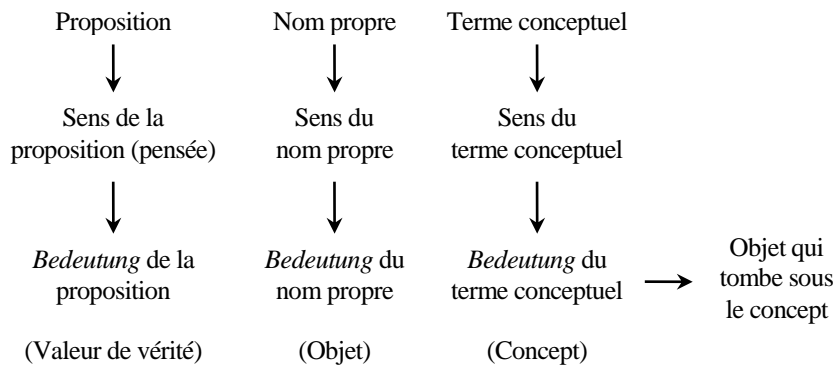 Proposition
Nom propre
Terme conceptuel
Sens de la
proposition (pensée)
Sens du
nom propre
Sens du
terme conceptuel
Bedeutung de la
proposition
Bedeutung du
nom propre
Bedeutung du
terme conceptuel
Objet qui
tombe sous
le concept
(Valeur de vérité)
(Objet)
(Concept)